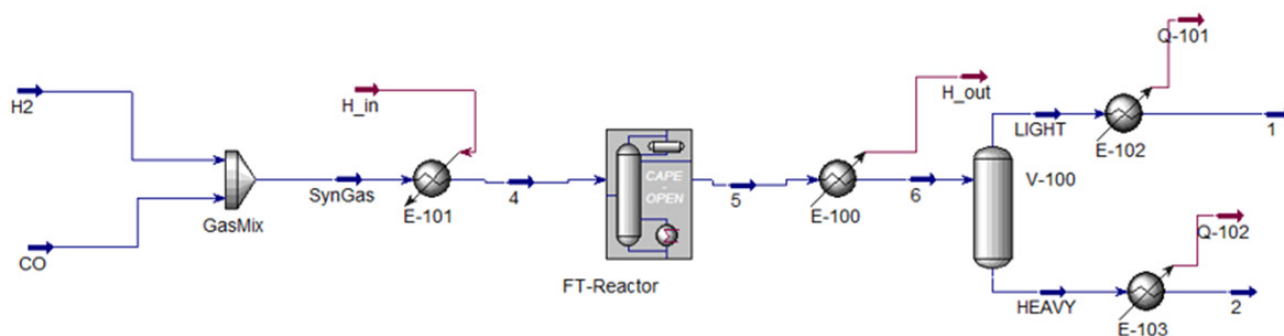 H2
CO
GasMix
SynGas
H_in
E-101
4
CAPE
-
OPEN
FT-Reactor
5
H_out
E-100
6
V-100
LIGHT
Q-101
E-102
1
HEAVY
Q-102
E-103
2